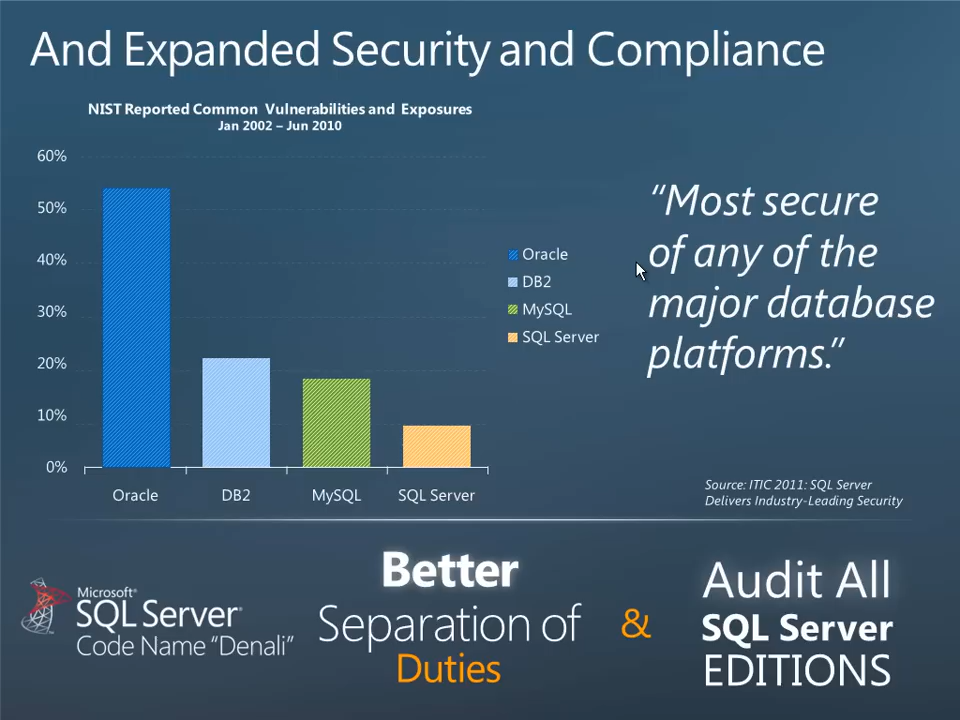 And Expanded Security and Compliance
NIST Reported Common Vulnerabilities and Exposures
Jan 2002 – Jun 2010
60%
50%
40%
30%
20%
10%
0%
Oracle
DB2
MySQL
SQL Server
Oracle
DB2
MySQL
SQL Server
“Most secure
of any of the
major database
platforms.”
Source: ITIC 2011: SQL Server
Delivers Industry-Leading Security
Microsoft®
SQL Server®
Code Name “Denali”
Better
Separation of
Duties
&
Audit All
SQL Server
EDITIONS